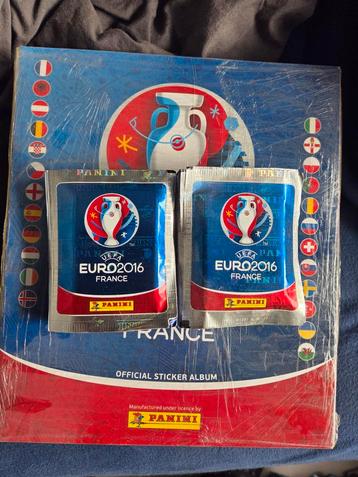 PANINI
UEFA
EURO2016
FRANCE
PANINI
PANINI
UEFA
EURO2016
FRANCE
PANINI
FRANCE
OFFICIAL STICKER ALBUM
Manufactured under licence by
PANINI